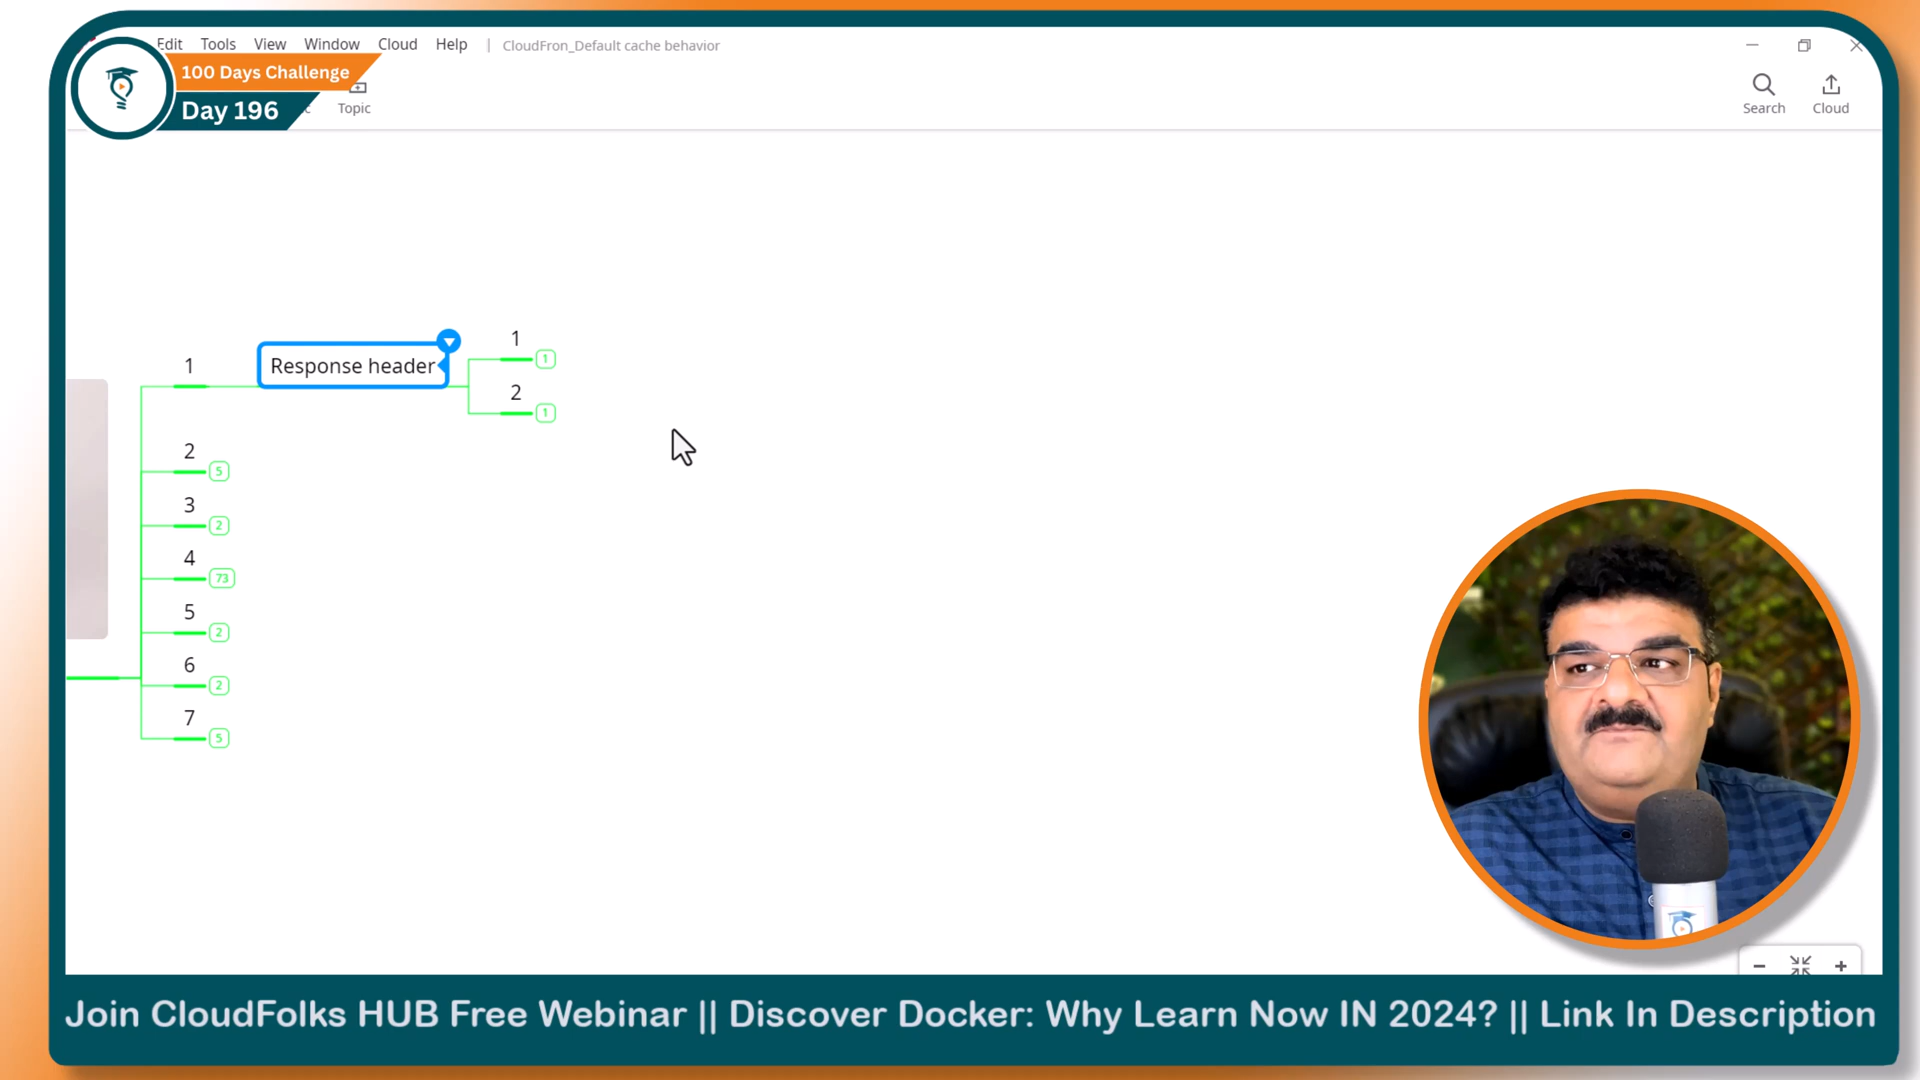 Edit Tools View Window Cloud Help | CloudFron_Default cache behavior
100 Days Challenge
Day 196
Topic
Search
Cloud
1
Response header
1
1
2
1
2
5
3
2
4
73
5
2
6
2
7
5
Join CloudFolks HUB Free Webinar || Discover Docker: Why Learn Now IN 2024? || Link In Description